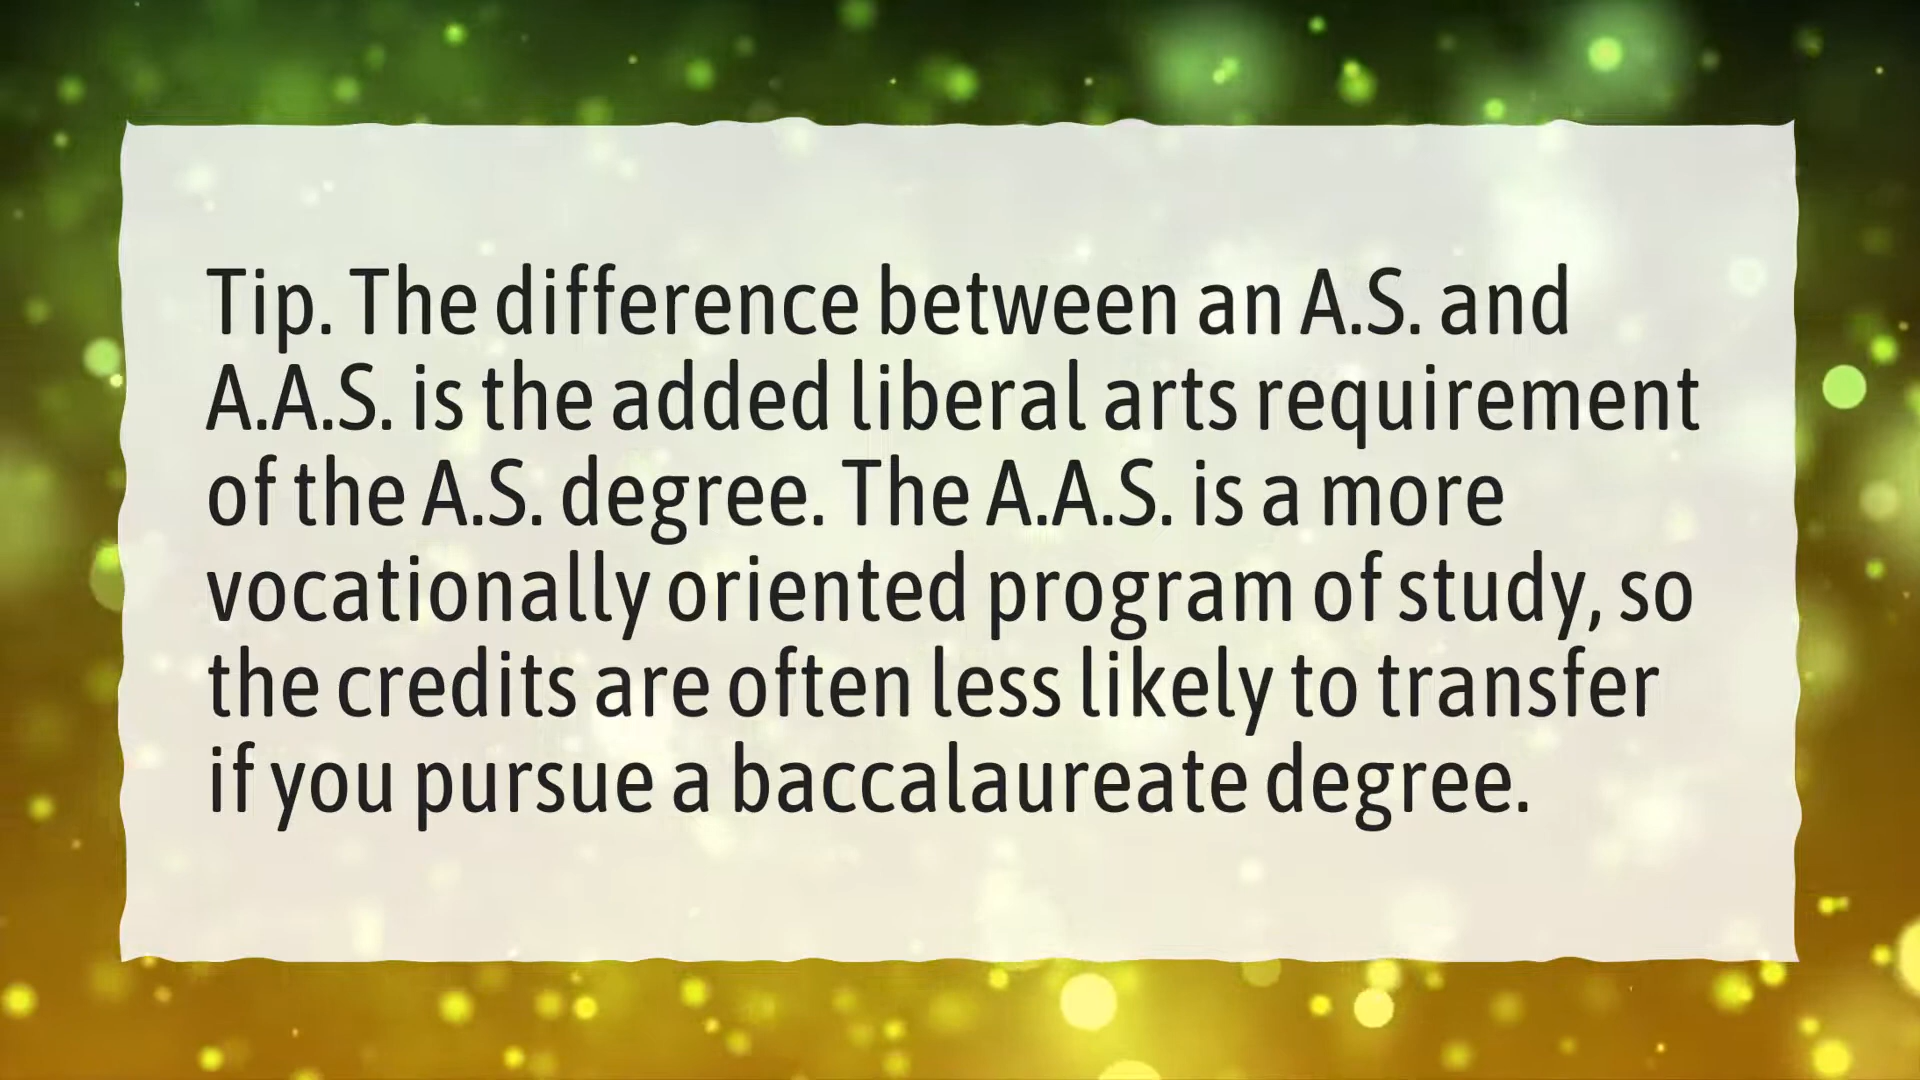 Tip. The difference between an A.S. and
A.A.S. is the added liberal arts requirement
of the A.S. degree. The A.A.S. is a more
vocationally oriented program of study, so
the credits are often less likely to transfer
if you pursue a baccalaureate degree.